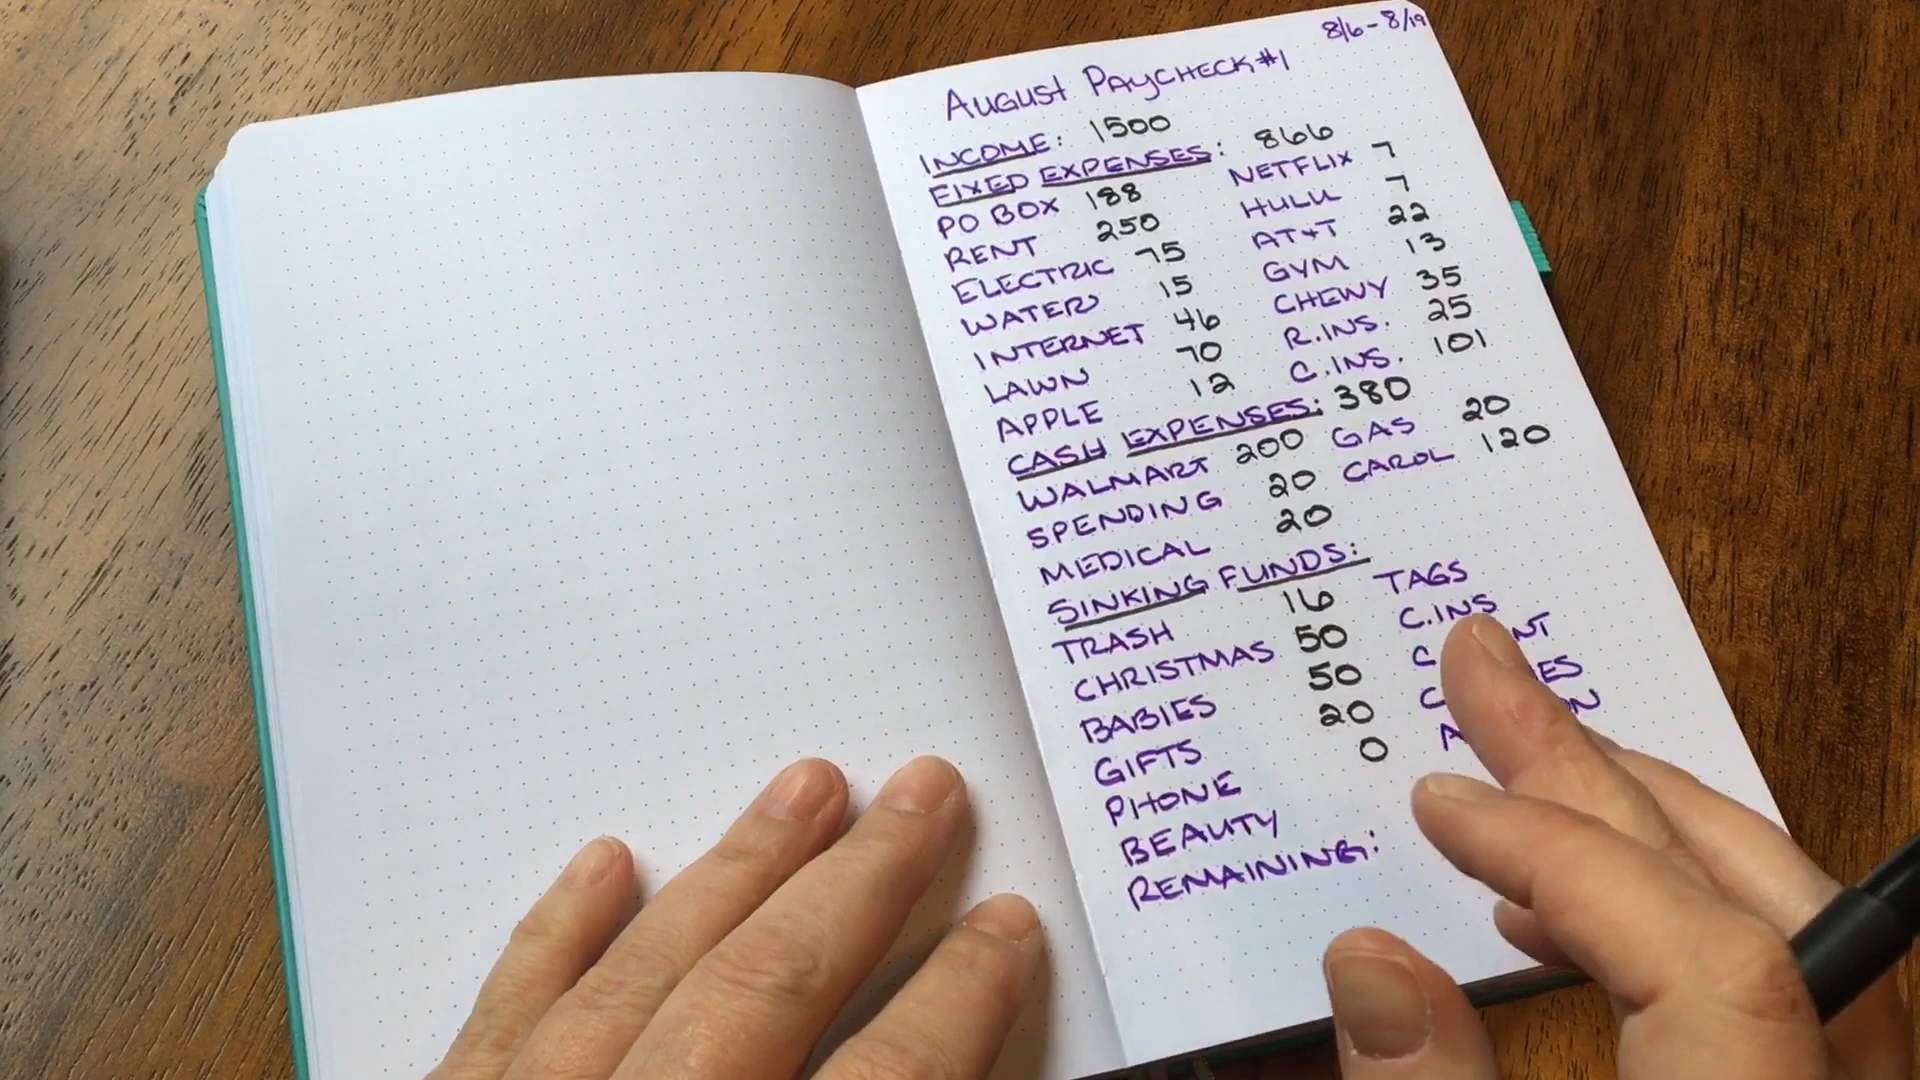 8/6-8/19
AUGUST PAYCHECK #1
INCOME: 1500
FIXED EXPENSES: 866
PO BOX 188 NETFLIX 7
RENT 250 HULU 7
ELECTRIC 75 AT&T 22
WATER 15 GYM 13
INTERNET 46 CHEWY 35
LAWN 70 R.INS. 25
APPLE 12 C.INS. 101
CASH EXPENSES: 380
WALMART 200 GAS 20
SPENDING 20 CAROL 120
MEDICAL 20
SINKING FUNDS:
TRASH 16 TAGS
CHRISTMAS 50 C.INS
BABIES 50
GIFTS 20
PHONE 0
BEAUTY
REMAINING: